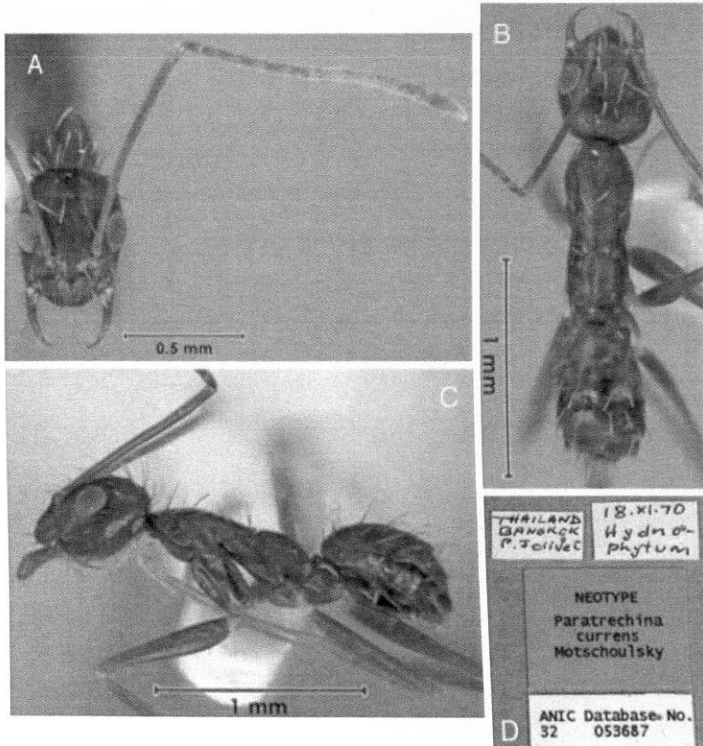 A
0.5 mm
B
1 mm
C
1 mm
THAILAND
BANGKOK
P. Jolivet
18.XI.70
Hydno-
phytum
NEOTYPE
Paratrechina
currens
Motschoulsky
ANIC Database No.
32 053687
D